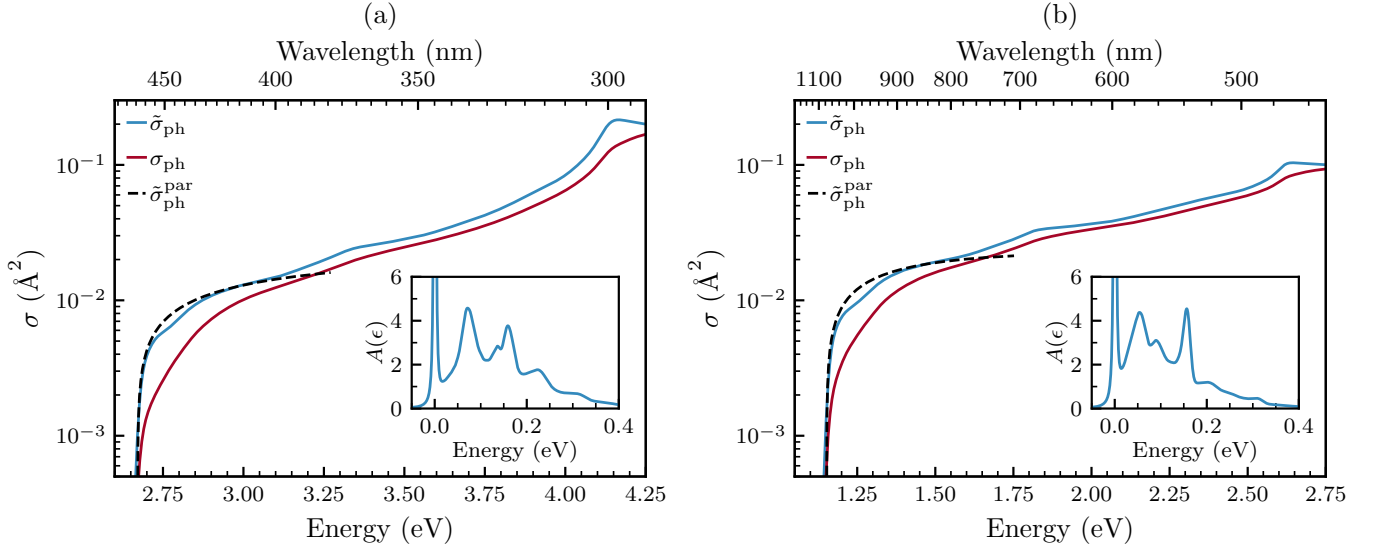 (a)
Wavelength (nm)
450 400 350 300
σ̃ph
σph
σ̃ph^par
10⁻¹
10⁻²
10⁻³
σ (Å²)
2.75 3.00 3.25 3.50 3.75 4.00 4.25
Energy (eV)
6
4
2
0
A(ϵ)
0.0 0.2 0.4
Energy (eV)
(b)
Wavelength (nm)
1100 900 800 700 600 500
σ̃ph
σph
σ̃ph^par
10⁻¹
10⁻²
10⁻³
σ (Å²)
1.25 1.50 1.75 2.00 2.25 2.50 2.75
Energy (eV)
6
4
2
0
A(ϵ)
0.0 0.2 0.4
Energy (eV)